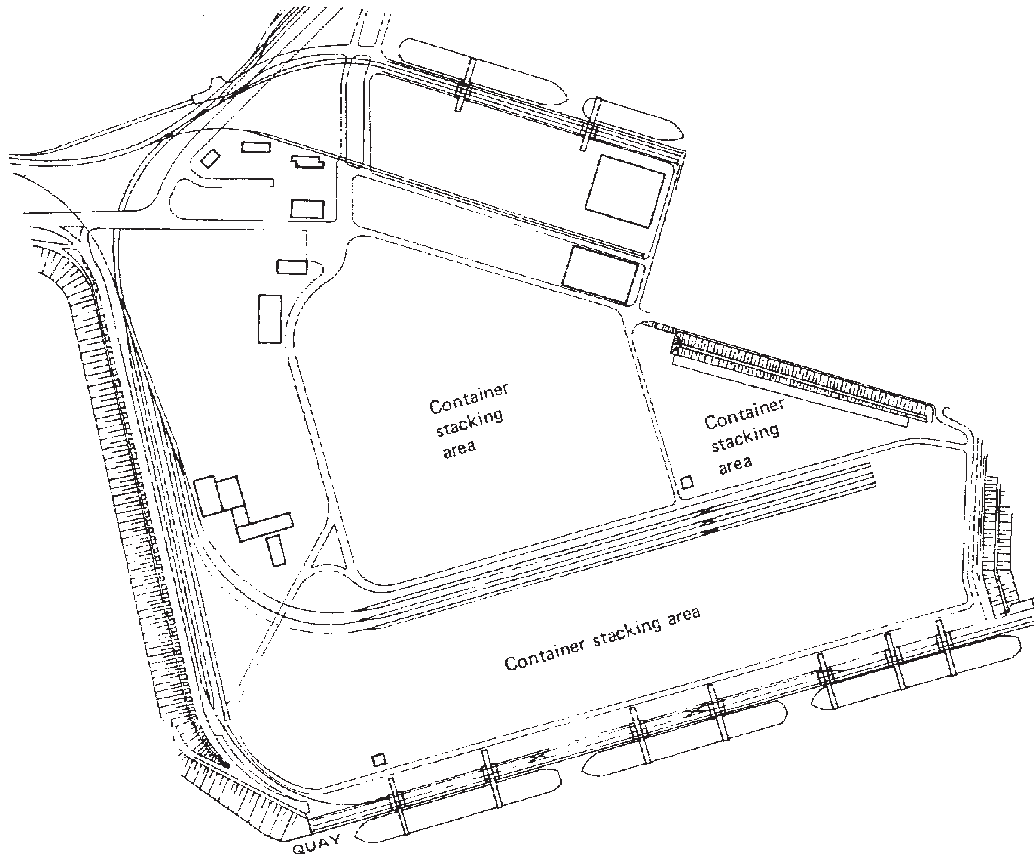 Container
stacking
area
Container
stacking
area
Container stacking area
QUAY